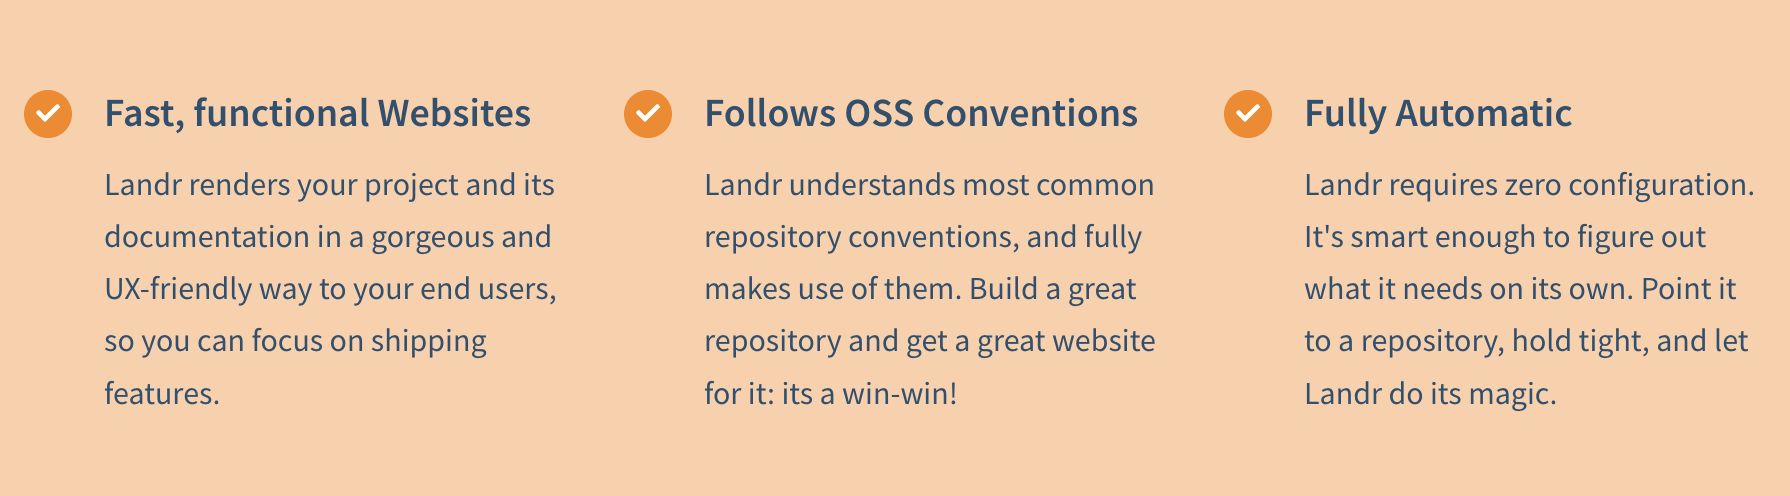 Fast, functional Websites
Landr renders your project and its
documentation in a gorgeous and
UX-friendly way to your end users,
so you can focus on shipping
features.
Follows OSS Conventions
Landr understands most common
repository conventions, and fully
makes use of them. Build a great
repository and get a great website
for it: its a win-win!
Fully Automatic
Landr requires zero configuration.
It's smart enough to figure out
what it needs on its own. Point it
to a repository, hold tight, and let
Landr do its magic.